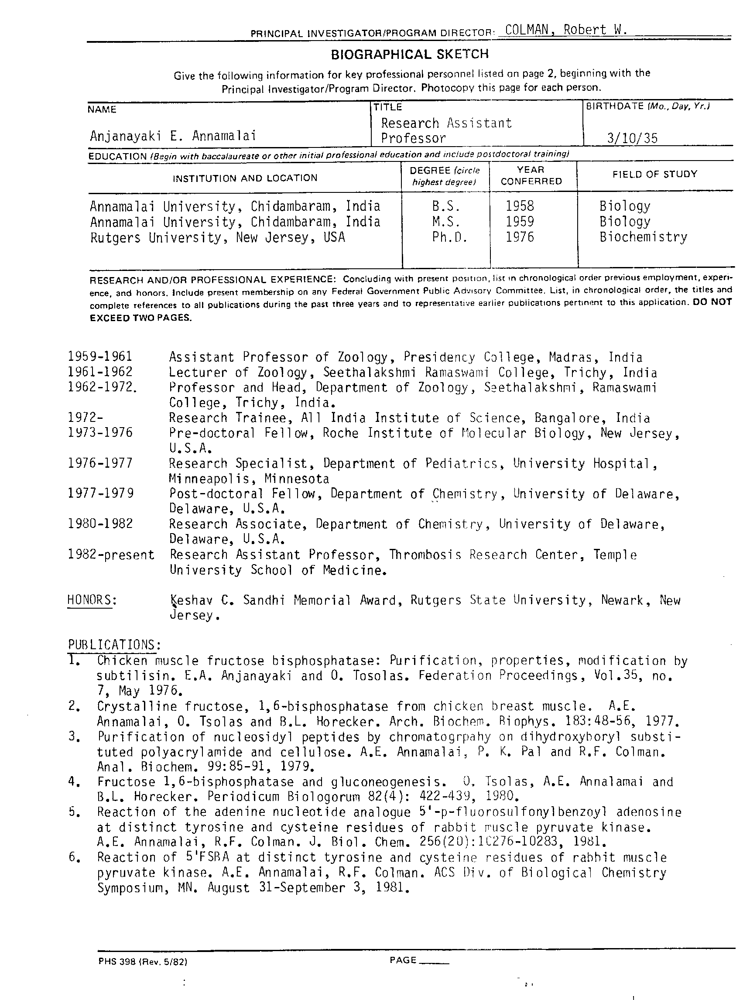 PRINCIPAL INVESTIGATOR/PROGRAM DIRECTOR: COLMAN, Robert W.
BIOGRAPHICAL SKETCH
Give the following information for key professional personnel listed on page 2, beginning with the
Principal Investigator/Program Director. Photocopy this page for each person.
NAME TITLE BIRTHDATE (Mo., Day, Yr.)
Research Assistant
Anjanayaki E. Annamalai Professor 3/10/35
EDUCATION (Begin with baccalaureate or other initial professional education and include postdoctoral training)
INSTITUTION AND LOCATION DEGREE (circle highest degree) YEAR CONFERRED FIELD OF STUDY
Annamalai University, Chidambaram, India B.S. 1958 Biology
Annamalai University, Chidambaram, India M.S. 1959 Biology
Rutgers University, New Jersey, USA Ph.D. 1976 Biochemistry
RESEARCH AND/OR PROFESSIONAL EXPERIENCE: Concluding with present position, list in chronological order previous employment, experi-
ence, and honors. Include present membership on any Federal Government Public Advisory Committee. List, in chronological order, the titles and
complete references to all publications during the past three years and to representative earlier publications pertinent to this application. DO NOT
EXCEED TWO PAGES.
1959-1961 Assistant Professor of Zoology, Presidency College, Madras, India
1961-1962 Lecturer of Zoology, Seethalakshmi Ramaswami College, Trichy, India
1962-1972. Professor and Head, Department of Zoology, Seethalakshmi, Ramaswami
College, Trichy, India.
1972- Research Trainee, All India Institute of Science, Bangalore, India
1973-1976 Pre-doctoral Fellow, Roche Institute of Molecular Biology, New Jersey,
U.S.A.
1976-1977 Research Specialist, Department of Pediatrics, University Hospital,
Minneapolis, Minnesota
1977-1979 Post-doctoral Fellow, Department of Chemistry, University of Delaware,
Delaware, U.S.A.
1980-1982 Research Associate, Department of Chemistry, University of Delaware,
Delaware, U.S.A.
1982-present Research Assistant Professor, Thrombosis Research Center, Temple
University School of Medicine.
HONORS: Keshav C. Sandhi Memorial Award, Rutgers State University, Newark, New
Jersey.
PUBLICATIONS:
1. Chicken muscle fructose bisphosphatase: Purification, properties, modification by
subtilisin. E.A. Anjanayaki and O. Tosolas. Federation Proceedings, Vol.35, no.
7, May 1976.
2. Crystalline fructose, 1,6-bisphosphatase from chicken breast muscle. A.E.
Annamalai, O. Tsolas and B.L. Horecker. Arch. Biochem. Biophys. 183:48-56, 1977.
3. Purification of nucleosidyl peptides by chromatogrpahy on dihydroxyboryl substi-
tuted polyacrylamide and cellulose. A.E. Annamalai, P. K. Pal and R.F. Colman.
Anal. Biochem. 99:85-91, 1979.
4. Fructose 1,6-bisphosphatase and gluconeogenesis. O. Tsolas, A.E. Annalamai and
B.L. Horecker. Periodicum Biologorum 82(4): 422-439, 1980.
5. Reaction of the adenine nucleotide analogue 5'-p-fluorosulfonylbenzoyl adenosine
at distinct tyrosine and cysteine residues of rabbit muscle pyruvate kinase.
A.E. Annamalai, R.F. Colman. J. Biol. Chem. 256(20):10276-10283, 1981.
6. Reaction of 5'FSBA at distinct tyrosine and cysteine residues of rabbit muscle
pyruvate kinase. A.E. Annamalai, R.F. Colman. ACS Div. of Biological Chemistry
Symposium, MN. August 31-September 3, 1981.
PHS 398 (Rev. 5/82) PAGE